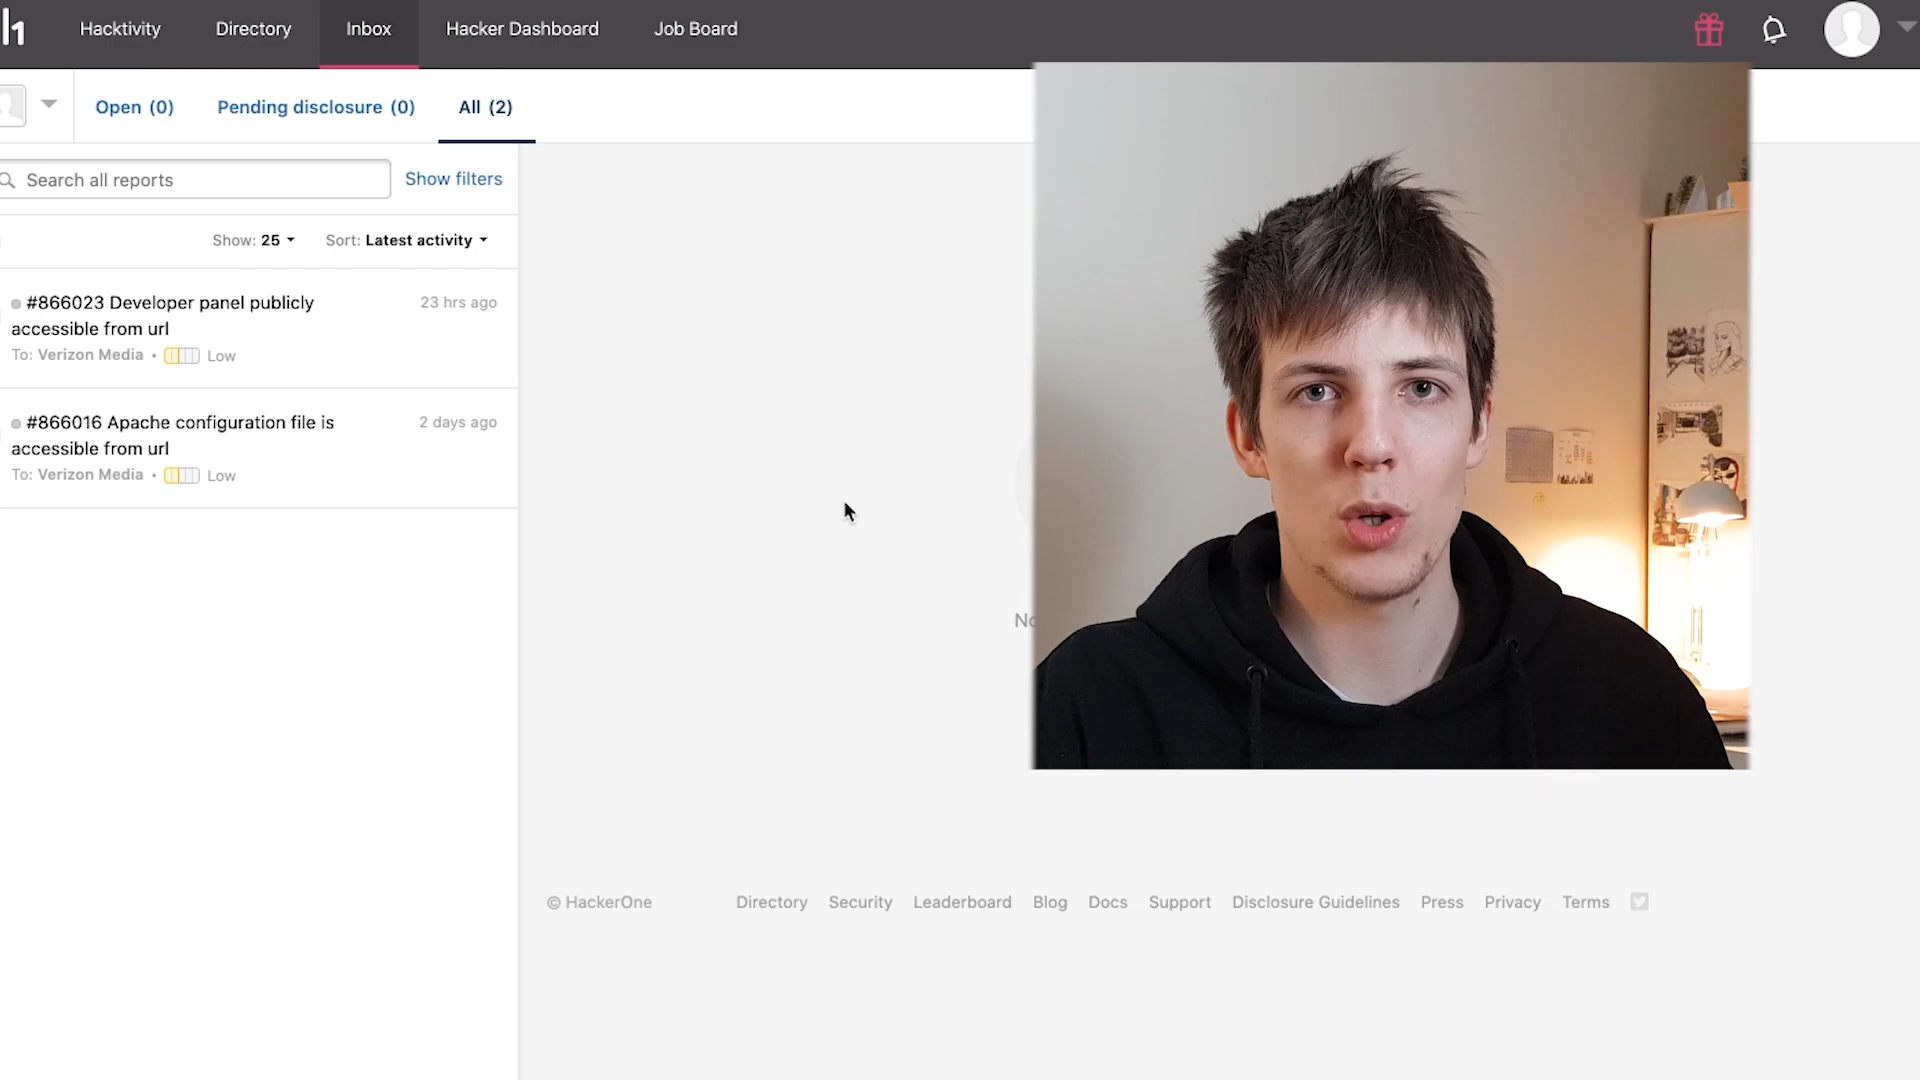 Hacktivity Directory Inbox Hacker Dashboard Job Board
Open (0) Pending disclosure (0) All (2)
Search all reports Show filters
Show: 25 Sort: Latest activity
#866023 Developer panel publicly 23 hrs ago
accessible from url
To: Verizon Media • Low
#866016 Apache configuration file is 2 days ago
accessible from url
To: Verizon Media • Low
© HackerOne Directory Security Leaderboard Blog Docs Support Disclosure Guidelines Press Privacy Terms